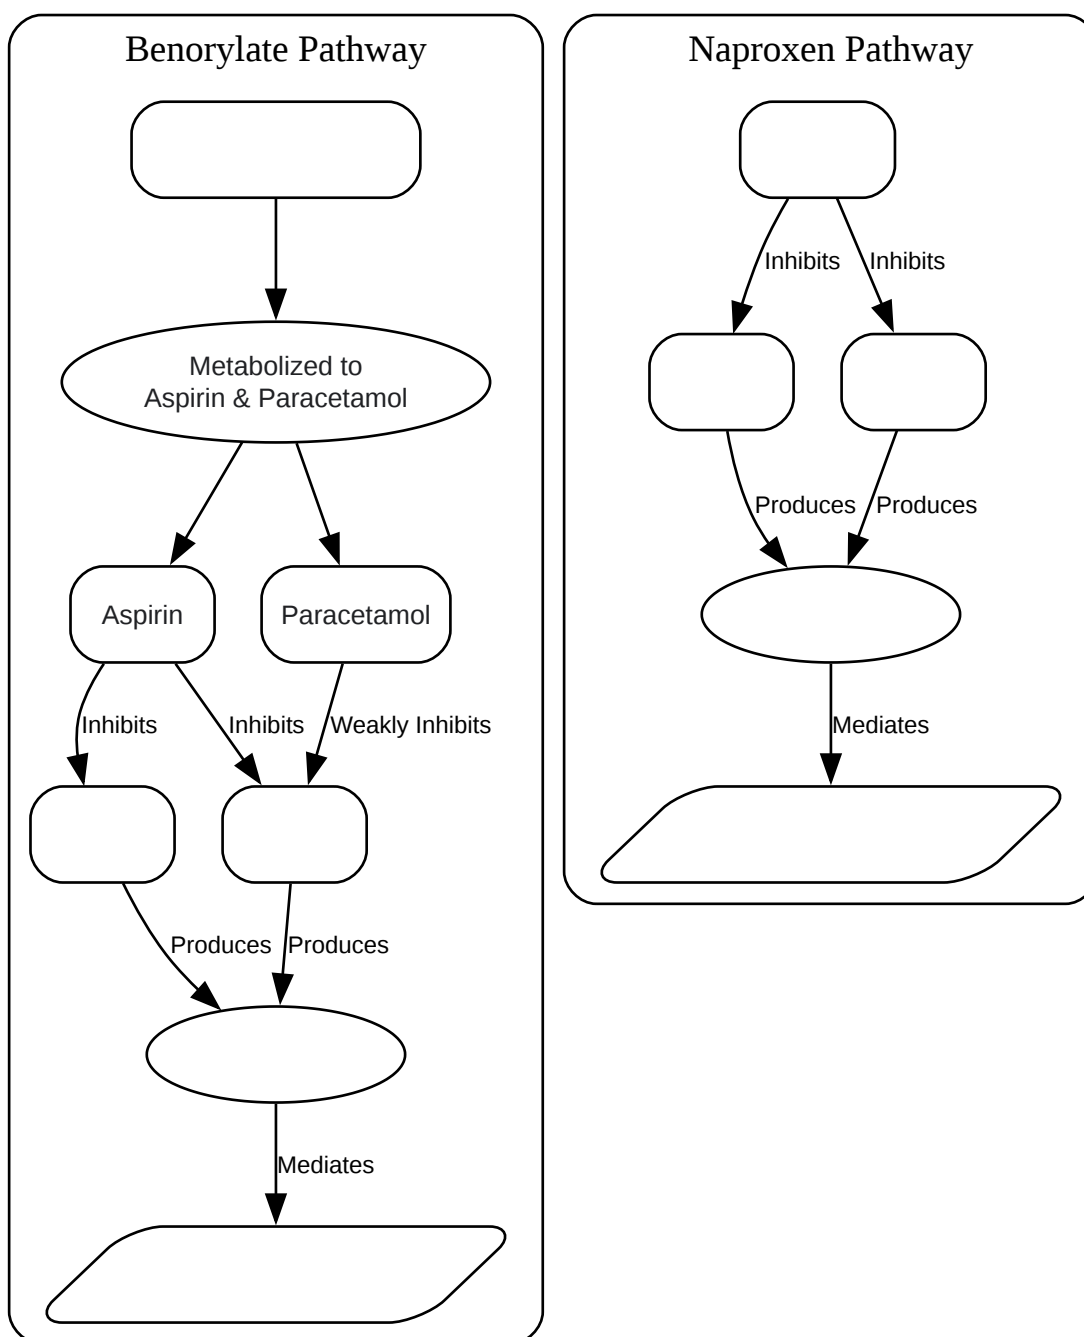 Benorylate Pathway
Metabolized to
Aspirin & Paracetamol
Aspirin
Paracetamol
Inhibits
Inhibits
Weakly Inhibits
Produces
Produces
Mediates
Naproxen Pathway
Inhibits
Inhibits
Produces
Produces
Mediates